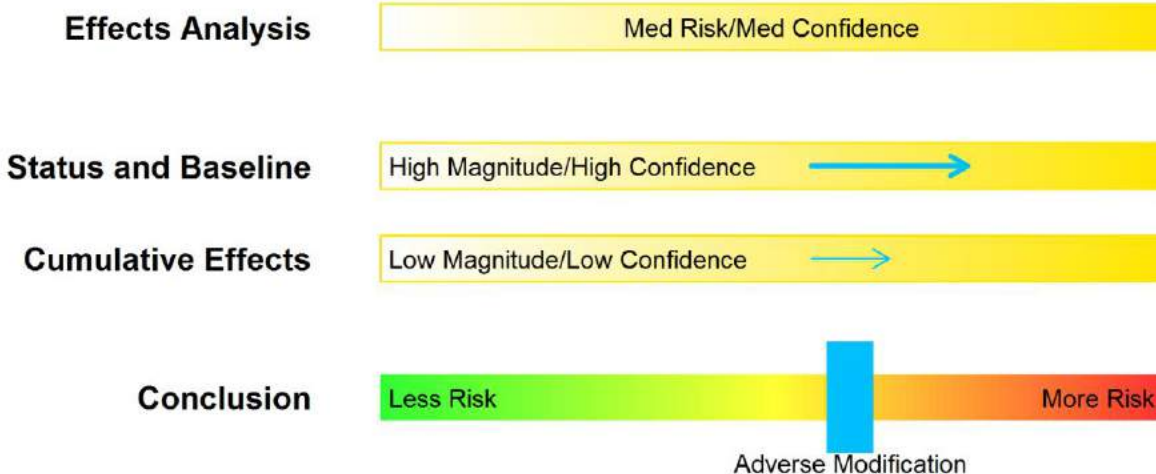 Effects Analysis
Med Risk/Med Confidence
Status and Baseline
High Magnitude/High Confidence
Cumulative Effects
Low Magnitude/Low Confidence
Conclusion
Less Risk
More Risk
Adverse Modification